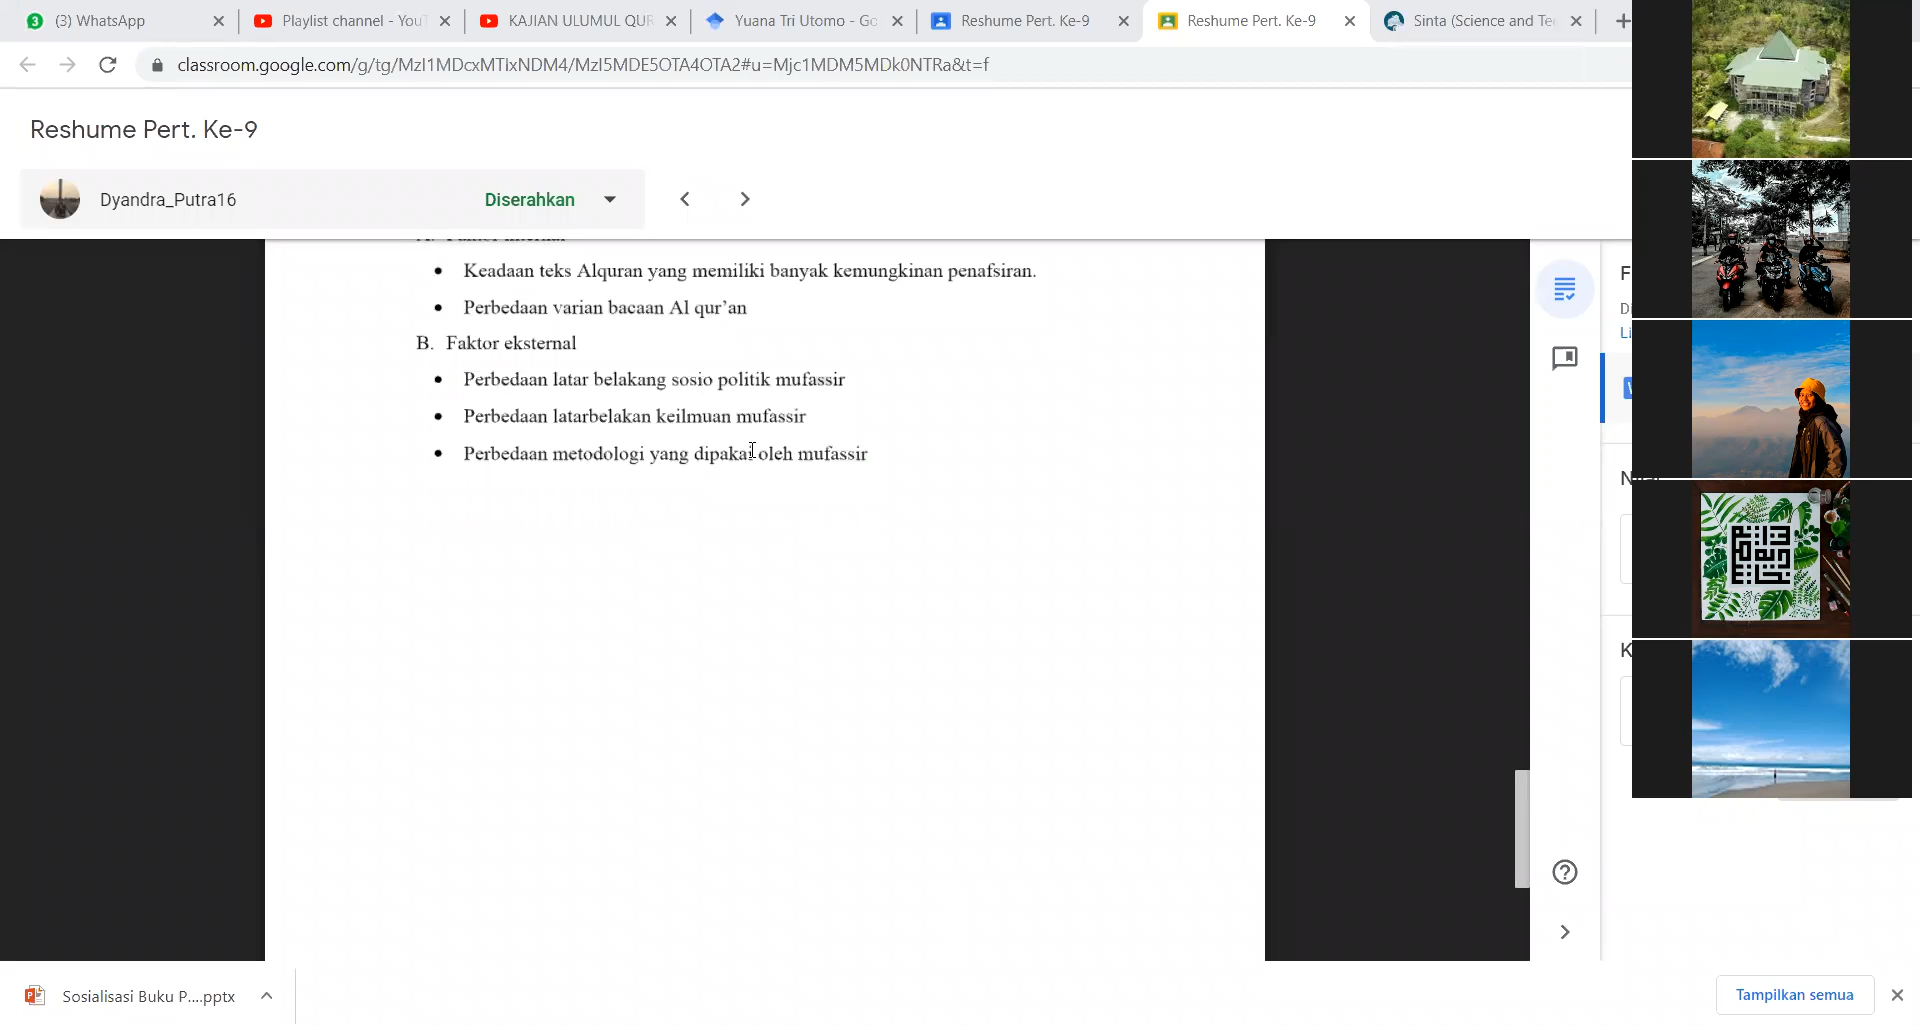 (3) WhatsApp
Playlist channel - YouT
KAJIAN ULUMUL QUR
Yuana Tri Utomo - Go
Reshume Pert. Ke-9
Reshume Pert. Ke-9
Sinta (Science and Te
classroom.google.com/g/tg/MzI1MDcxMTIxNDM4/MzI5MDE5OTA4OTA2#u=Mjc1MDM5MDk0NTRa&t=f
Reshume Pert. Ke-9
Dyandra_Putra16
Diserahkan
• Keadaan teks Alquran yang memiliki banyak kemungkinan penafsiran.
• Perbedaan varian bacaan Al qur'an
B. Faktor eksternal
• Perbedaan latar belakang sosio politik mufassir
• Perbedaan latarbelakan keilmuan mufassir
• Perbedaan metodologi yang dipakai oleh mufassir
Sosialisasi Buku P....pptx
Tampilkan semua